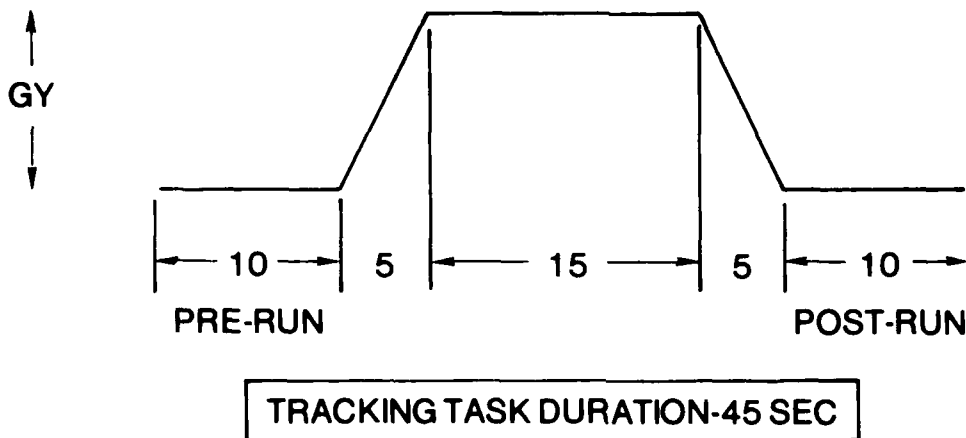 GY
10 5 15 5 10
PRE-RUN POST-RUN
TRACKING TASK DURATION-45 SEC